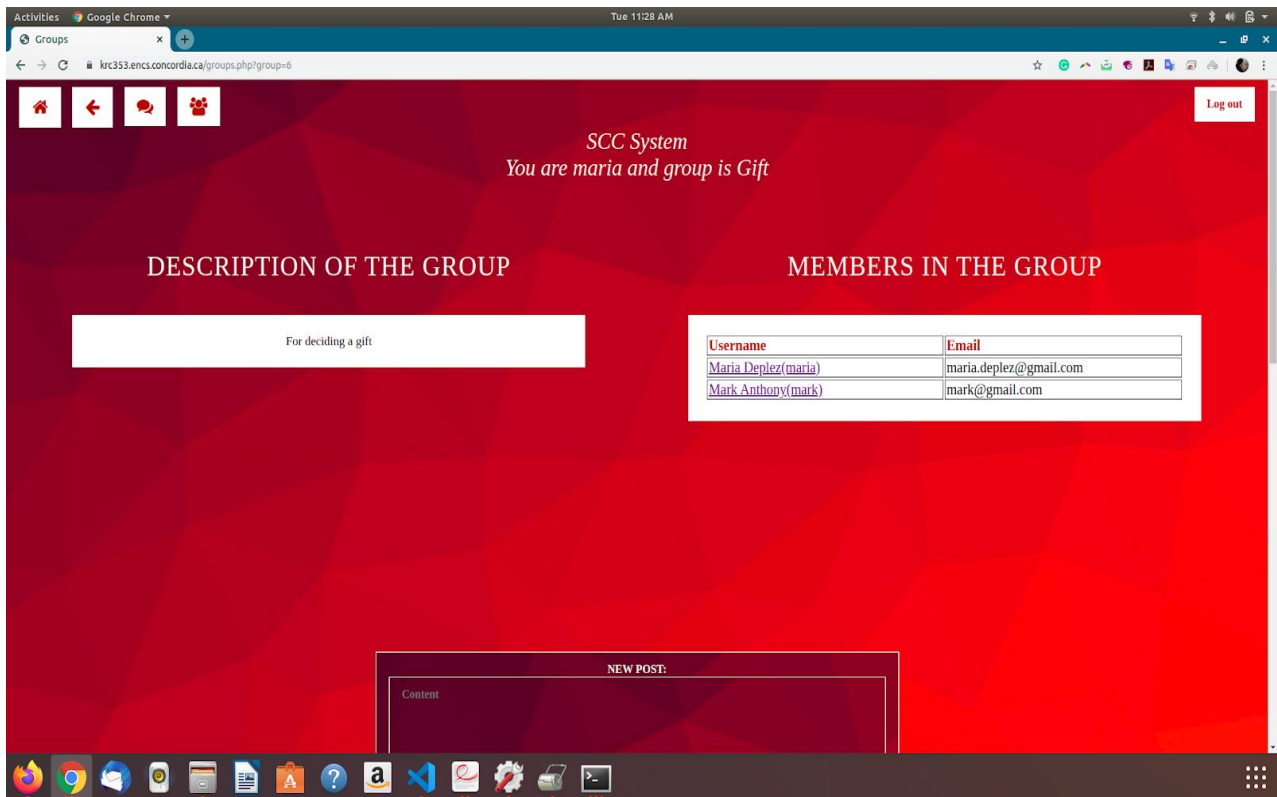 Activities Google Chrome Tue 11:28 AM
Groups
krc353.encs.concordia.ca/groups.php?group=6
Log out
SCC System
You are maria and group is Gift
DESCRIPTION OF THE GROUP
For deciding a gift
MEMBERS IN THE GROUP
Username Email
Maria Deplez(maria) maria.deplez@gmail.com
Mark Anthony(mark) mark@gmail.com
NEW POST:
Content